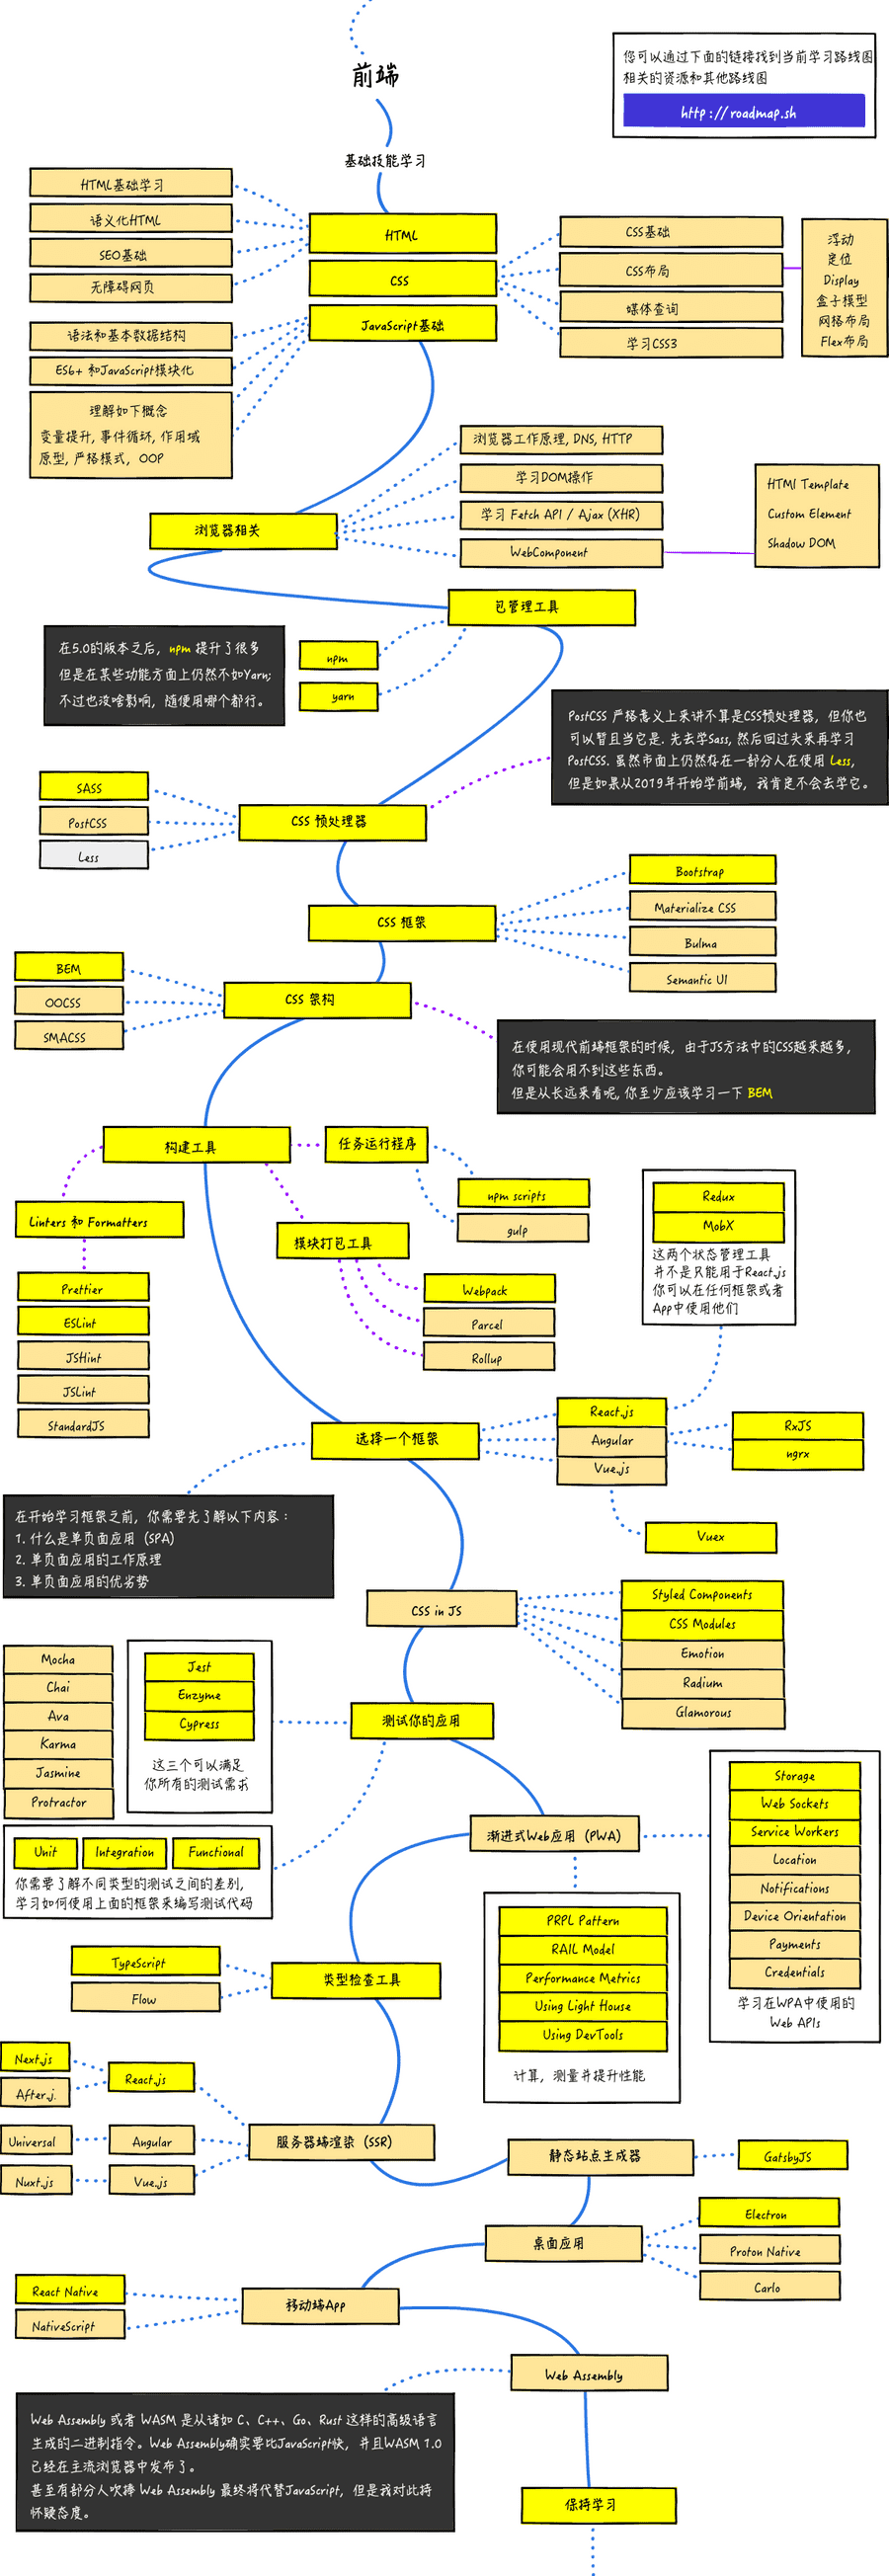 前端
您可以通过下面的链接找到当前学习路线图
相关的资源和其他路线图
http://roadmap.sh
基础技能学习
HTML基础学习
语义化HTML
SEO基础
无障碍网页
HTML
CSS
JavaScript基础
CSS基础
CSS布局
媒体查询
学习CSS3
浮动
定位
Display
盒子模型
网格布局
Flex布局
语法和基本数据结构
ES6+ 和JavaScript模块化
理解如下概念
变量提升, 事件循环, 作用域
原型, 严格模式, OOP
浏览器工作原理, DNS, HTTP
学习DOM操作
学习 Fetch API / Ajax (XHR)
WebComponent
HTMl Template
Custom Element
Shadow DOM
浏览器相关
包管理工具
在5.0的版本之后, npm 提升了很多
但是在某些功能方面上仍然不如Yarn;
不过也没啥影响, 随便用哪个都行。
npm
yarn
PostCSS 严格意义上来讲不算是CSS预处理器, 但你也
可以暂且当它是. 先去学Sass, 然后回过头来再学习
PostCSS. 虽然市面上仍然存在一部分人在使用 Less,
但是如果从2019年开始学前端, 我肯定不会去学它。
SASS
PostCSS
Less
CSS 预处理器
CSS 框架
Bootstrap
Materialize CSS
Bulma
Semantic UI
BEM
OOCSS
SMACSS
CSS 架构
在使用现代前端框架的时候, 由于JS方法中的CSS越来越多,
你可能会用不到这些东西。
但是从长远来看呢, 你至少应该学习一下 BEM
构建工具
任务运行程序
npm scripts
gulp
Linters 和 Formatters
模块打包工具
Prettier
ESLint
JSHint
JSLint
StandardJS
Webpack
Parcel
Rollup
Redux
MobX
这两个状态管理工具
并不是只能用于React.js
你可以在任何框架或者
App中使用他们
选择一个框架
React.js
Angular
Vue.js
RxJS
ngrx
Vuex
在开始学习框架之前, 你需要先了解以下内容：
1. 什么是单页面应用 (SPA)
2. 单页面应用的工作原理
3. 单页面应用的优劣势
CSS in JS
Styled Components
CSS Modules
Emotion
Radium
Glamorous
Mocha
Chai
Ava
Karma
Jasmine
Protractor
Jest
Enzyme
Cypress
这三个可以满足
你所有的测试需求
测试你的应用
Unit
Integration
Functional
你需要了解不同类型的测试之间的差别,
学习如何使用上面的框架来编写测试代码
渐进式Web应用 (PWA)
Storage
Web Sockets
Service Workers
Location
Notifications
Device Orientation
Payments
Credentials
学习在WPA中使用的
Web APIs
PRPL Pattern
RAIL Model
Performance Metrics
Using Light House
Using DevTools
计算, 测量并提升性能
类型检查工具
TypeScript
Flow
Next.js
After.j.
React.js
Universal
Angular
Nuxt.js
Vue.js
服务器端渲染 (SSR)
静态站点生成器
GatsbyJS
桌面应用
Electron
Proton Native
Carlo
移动端App
React Native
NativeScript
Web Assembly
Web Assembly 或者 WASM 是从诸如 C、C++、Go、Rust 这样的高级语言
生成的二进制指令。Web Assembly确实要比JavaScript快, 并且WASM 1.0
已经在主流浏览器中发布了。
甚至有部分人吹捧 Web Assembly 最终将代替JavaScript, 但是我对此持
怀疑态度。
保持学习